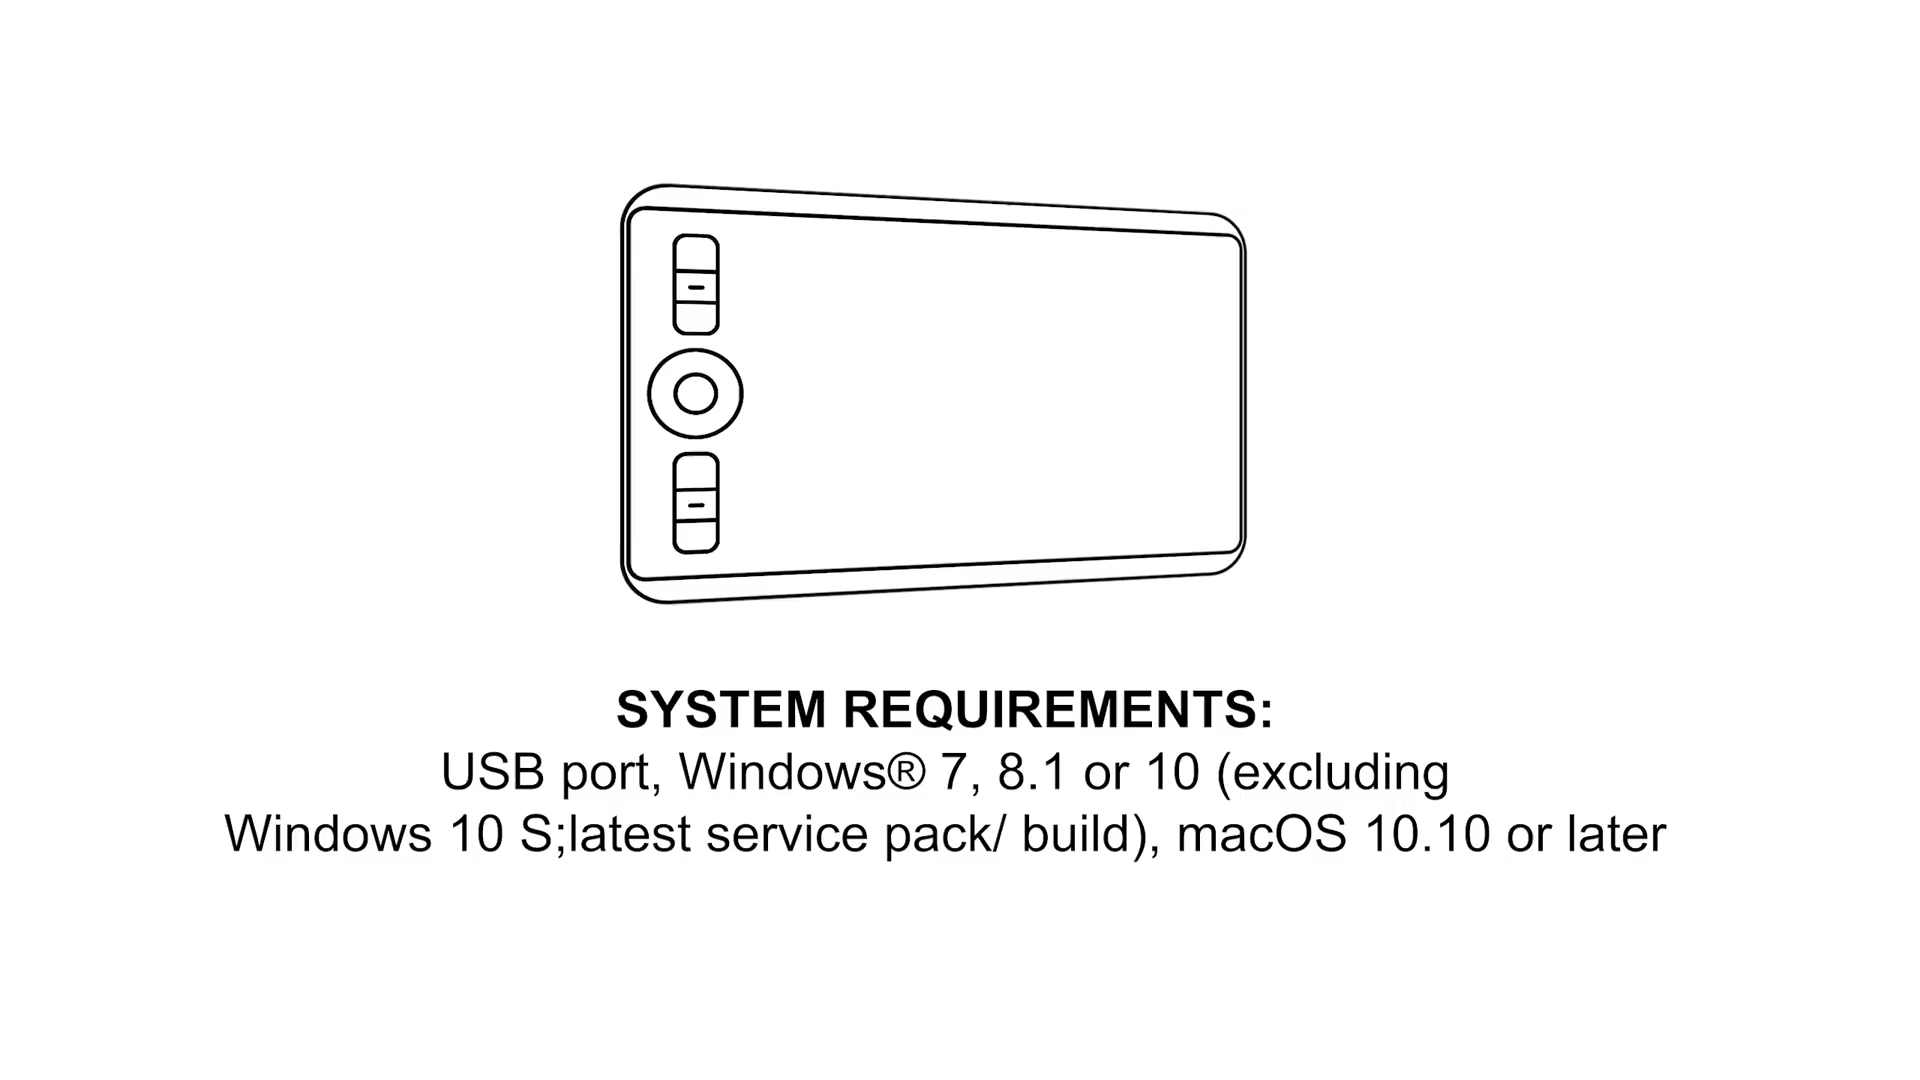 SYSTEM REQUIREMENTS:
USB port, Windows® 7, 8.1 or 10 (excluding
Windows 10 S;latest service pack/ build), macOS 10.10 or later